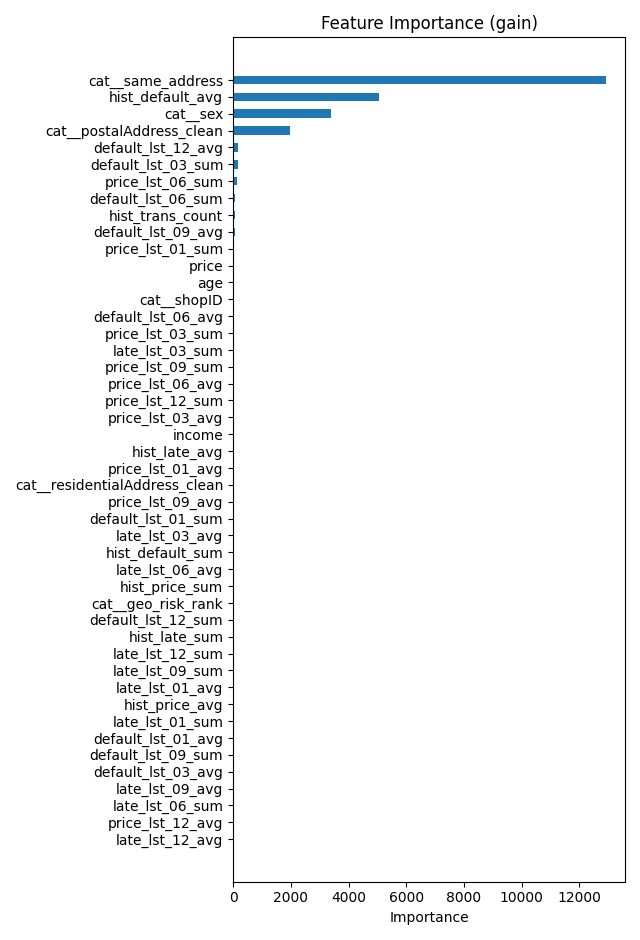 Feature Importance (gain)
cat__same_address
hist_default_avg
cat__sex
cat__postalAddress_clean
default_lst_12_avg
default_lst_03_sum
price_lst_06_sum
default_lst_06_sum
hist_trans_count
default_lst_09_avg
price_lst_01_sum
price
age
cat__shopID
default_lst_06_avg
price_lst_03_sum
late_lst_03_sum
price_lst_09_sum
price_lst_06_avg
price_lst_12_sum
price_lst_03_avg
income
hist_late_avg
price_lst_01_avg
cat__residentialAddress_clean
price_lst_09_avg
default_lst_01_sum
late_lst_03_avg
hist_default_sum
late_lst_06_avg
hist_price_sum
cat__geo_risk_rank
default_lst_12_sum
hist_late_sum
late_lst_12_sum
late_lst_09_sum
late_lst_01_avg
hist_price_avg
late_lst_01_sum
default_lst_01_avg
default_lst_09_sum
default_lst_03_avg
late_lst_09_avg
late_lst_06_sum
price_lst_12_avg
late_lst_12_avg
0 2000 4000 6000 8000 10000 12000
Importance